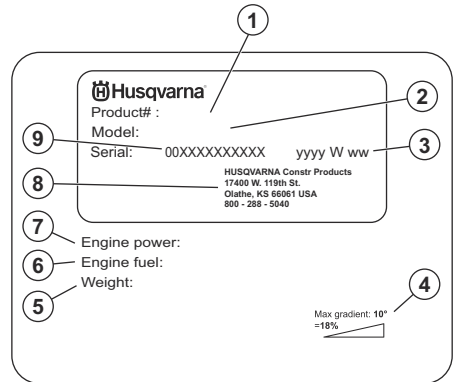 1
Husqvarna
2
Product# :
Model:
9
Serial: 00XXXXXXXXXX yyyy W ww
3
8
HUSQVARNA Constr Products
17400 W. 119th St.
Olathe, KS 66061 USA
800 - 288 - 5040
7
Engine power:
6
Engine fuel:
5
Weight:
4
Max gradient: 10°
=18%